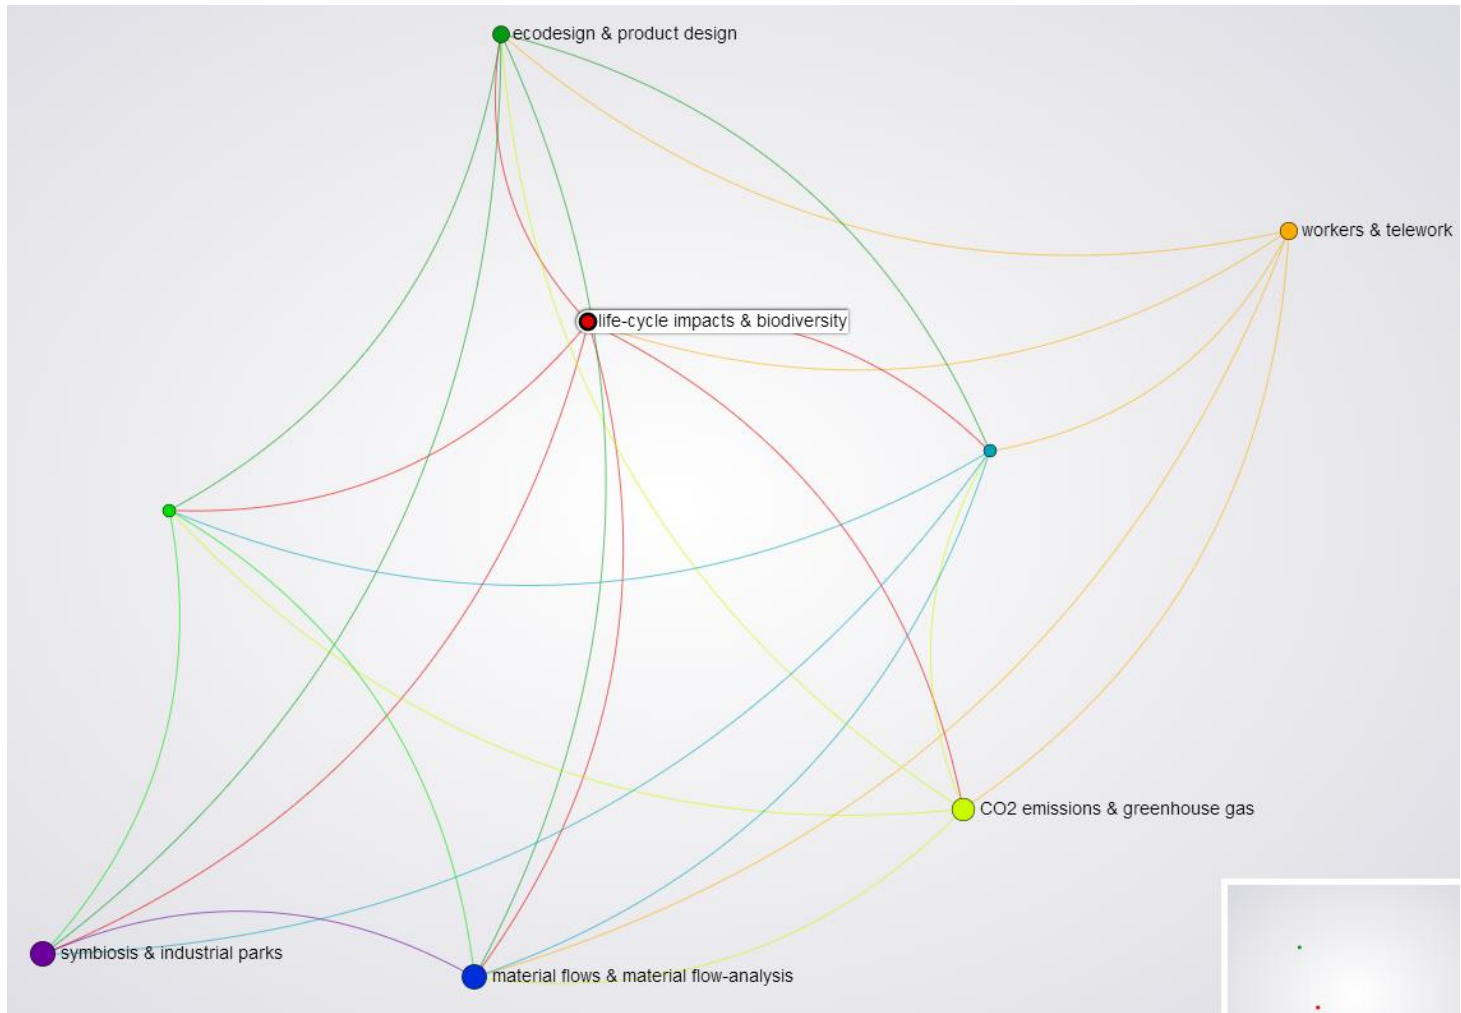 ecodesign & product design
workers & telework
life-cycle impacts & biodiversity
CO2 emissions & greenhouse gas
symbiosis & industrial parks
material flows & material flow-analysis